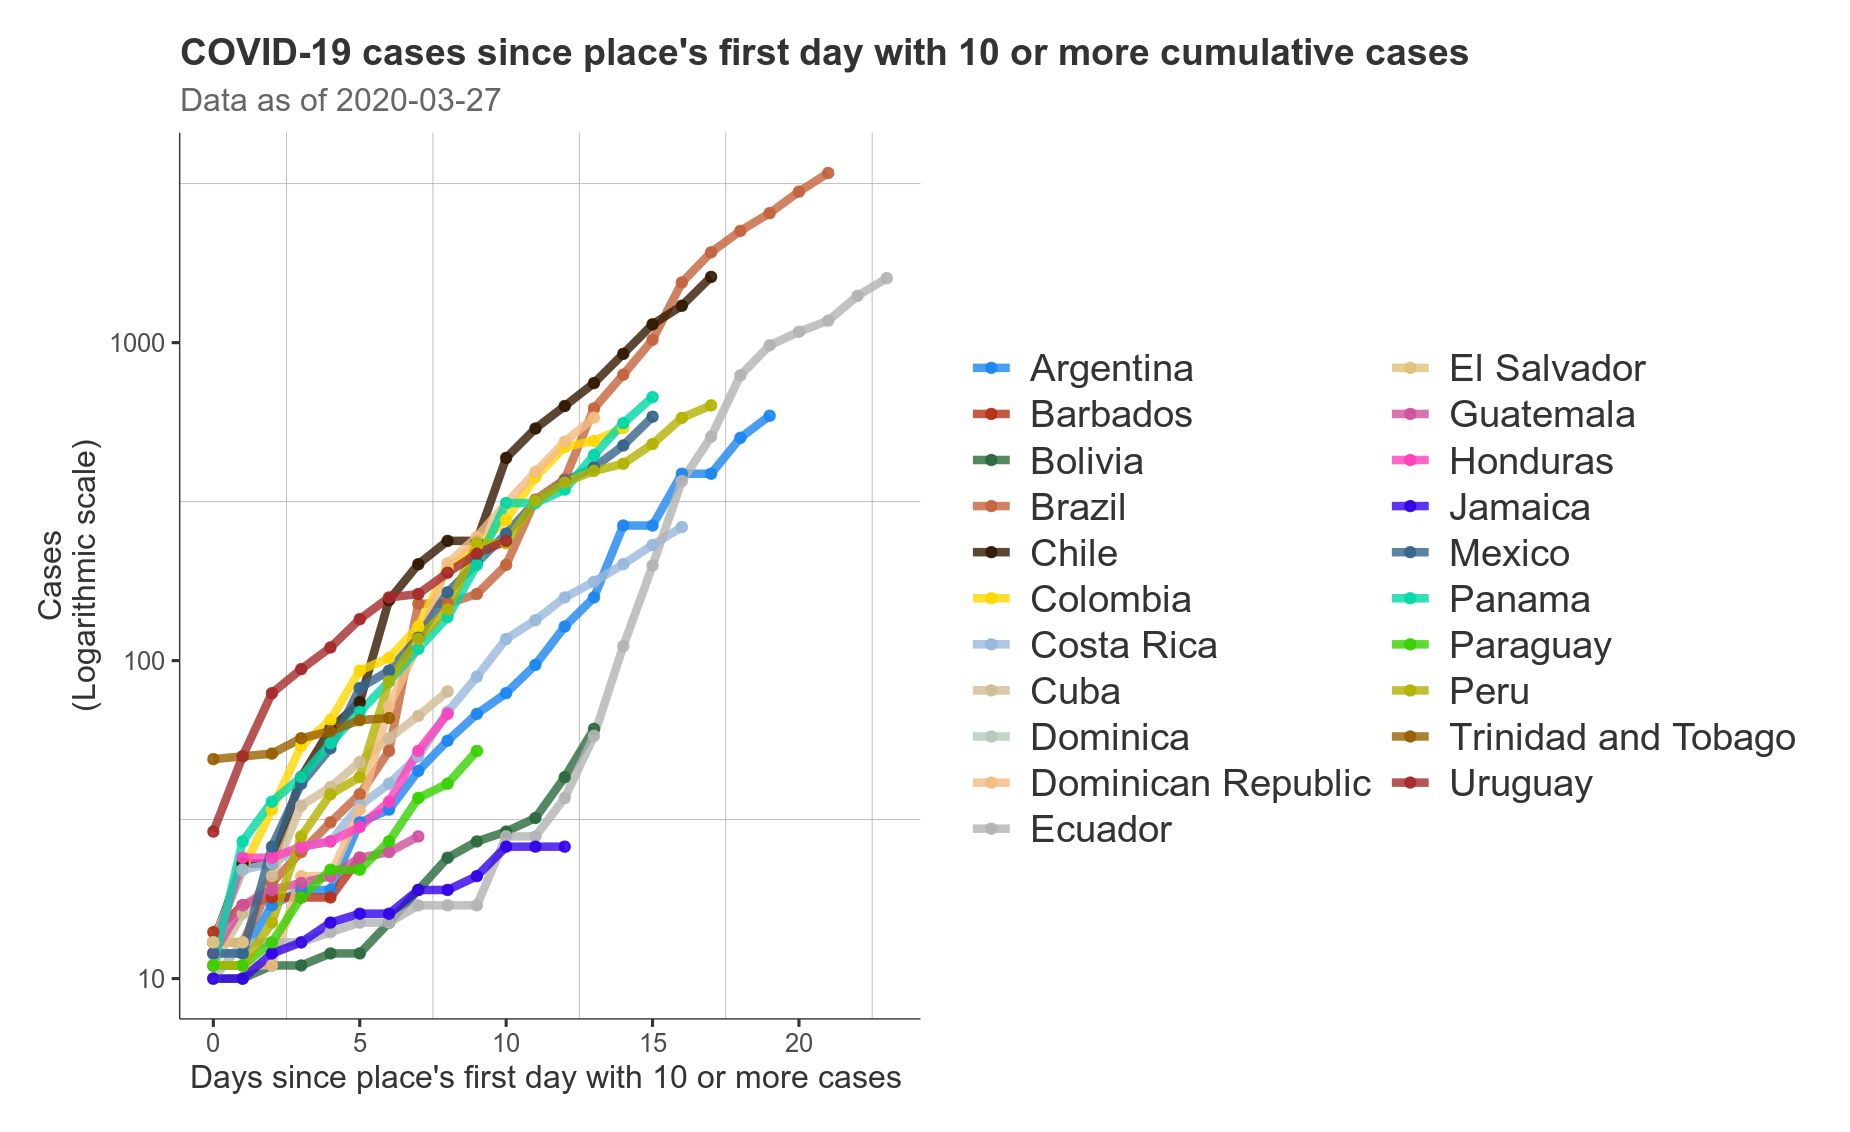 COVID-19 cases since place's first day with 10 or more cumulative cases
Data as of 2020-03-27
Cases
(Logarithmic scale)
1000
100
10
0
5
10
15
20
Days since place's first day with 10 or more cases
Argentina
Barbados
Bolivia
Brazil
Chile
Colombia
Costa Rica
Cuba
Dominica
Dominican Republic
Ecuador
El Salvador
Guatemala
Honduras
Jamaica
Mexico
Panama
Paraguay
Peru
Trinidad and Tobago
Uruguay